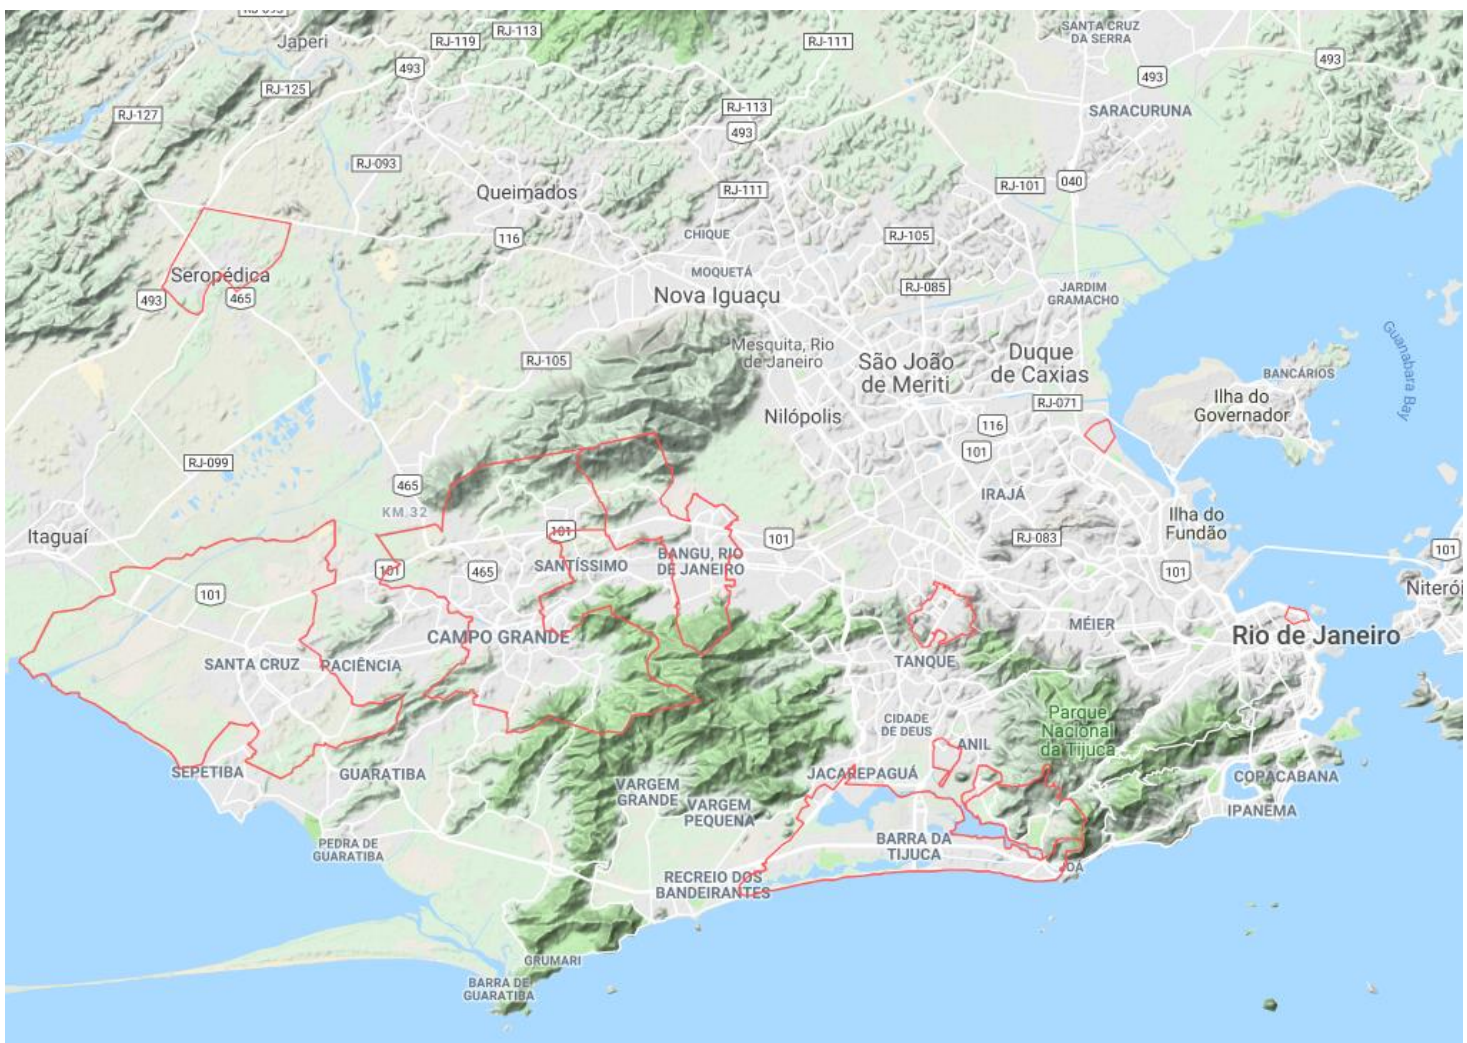 RJ-093
Japeri
RJ-119
RJ-113
RJ-111
SANTA CRUZ
DA SERRA
493
493
493
RJ-125
RJ-127
RJ-113
493
SARACURUNA
RJ-093
RJ-111
RJ-101
040
Queimados
116
CHIQUE
RJ-105
MOQUETÁ
RJ-085
JARDIM
GRAMACHO
Seropédica
493
465
Nova Iguaçu
Guanabara Bay
RJ-105
Mesquita, Rio
de Janeiro
São João
de Meriti
Duque
de Caxias
BANCÁRIOS
Ilha do
Governador
RJ-071
Nilópolis
116
101
RJ-099
465
KM 32
IRAJÁ
Ilha do
Fundão
Itaguaí
101
101
RJ-083
101
101
SANTÍSSIMO
BANGU, RIO
DE JANEIRO
101
465
101
Niterói
101
CAMPO GRANDE
MÉIER
Rio de Janeiro
SANTA CRUZ
PACIÊNCIA
TANQUE
CIDADE
DE DEUS
ANIL
Parque
Nacional
da Tijuca
SEPETIBA
GUARATIBA
JACAREPAGUÁ
COPACABANA
VARGEM
GRANDE
VARGEM
PEQUENA
IPANEMA
PEDRA DE
GUARATIBA
BARRA DA
TIJUCA
RECREIO DOS
BANDEIRANTES
GRUMARI
BARRA DE
GUARATIBA